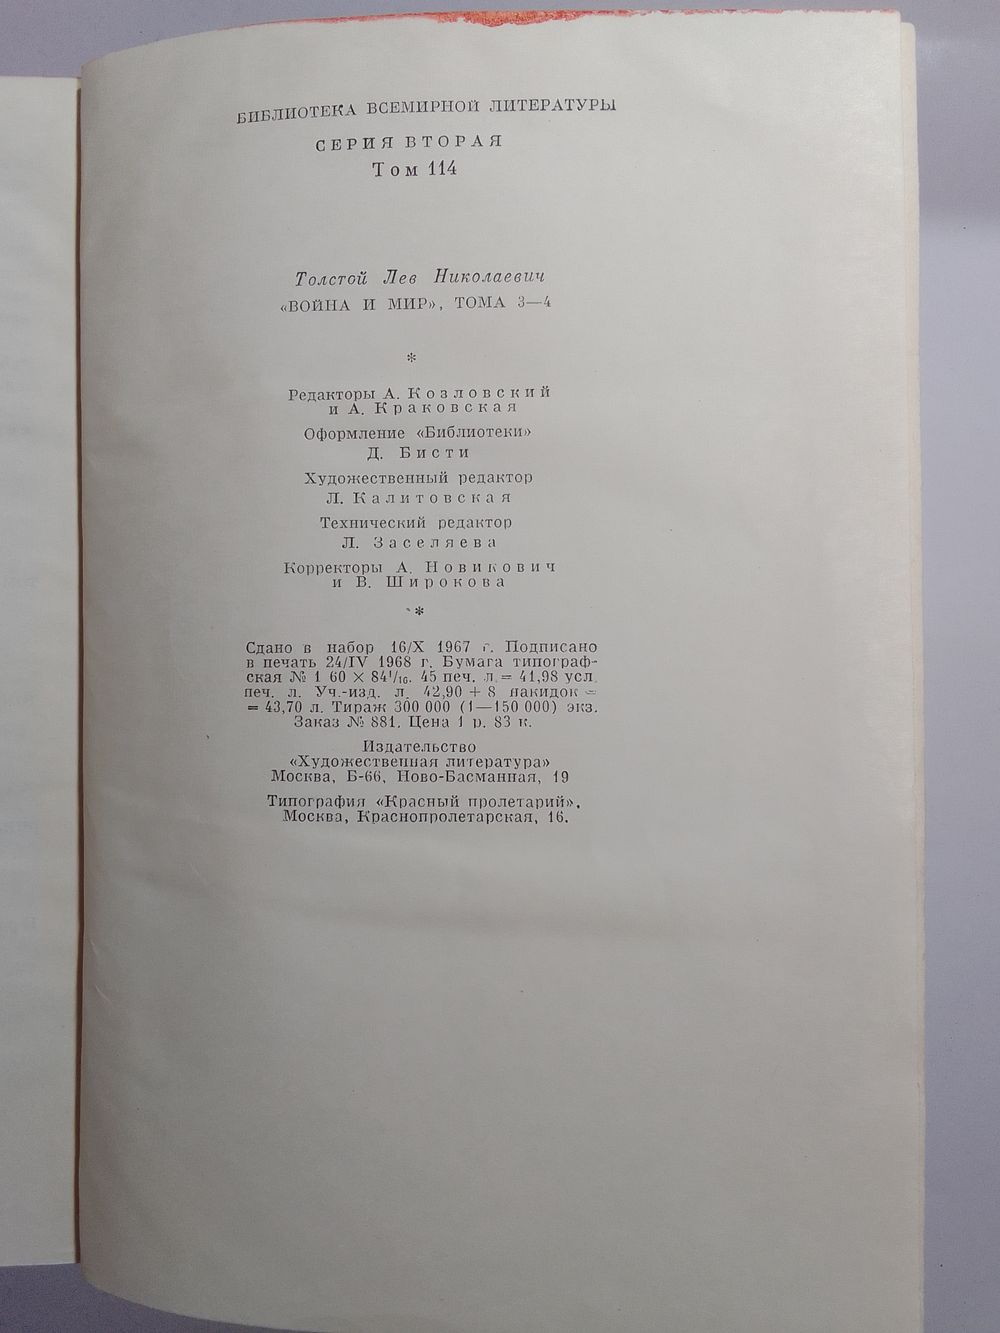 БИБЛИОТЕКА ВСЕМИРНОЙ ЛИТЕРАТУРЫ
СЕРИЯ ВТОРАЯ
Том 114
Толстой Лев Николаевич
«ВОЙНА И МИР», ТОМА 3—4
*
Редакторы А. Козловский
и А. Краковская
Оформление «Библиотеки»
Д. Бисти
Художественный редактор
Л. Калитовская
Технический редактор
Л. Заселяева
Корректоры А. Новикович
и В. Широкова
*
Сдано в набор 16/X 1967 г. Подписано
в печать 24/IV 1968 г. Бумага типограф-
ская № 1 60 × 84¹/₁₆. 45 печ. л. = 41,98 усл.
печ. л. Уч.-изд. л. 42,90 + 8 накидок =
= 43,70 л. Тираж 300 000 (1—150 000) экз.
Заказ № 881. Цена 1 р. 83 к.
Издательство
«Художественная литература»
Москва, Б-66, Ново-Басманная, 19
Типография «Красный пролетарий»,
Москва, Краснопролетарская, 16.